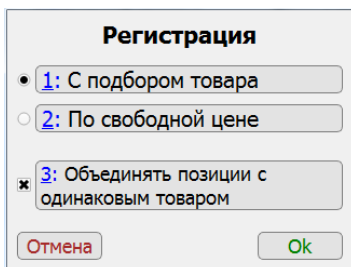 Регистрация
1: С подбором товара
2: По свободной цене
3: Объединять позиции с
одинаковым товаром
Отмена Ok